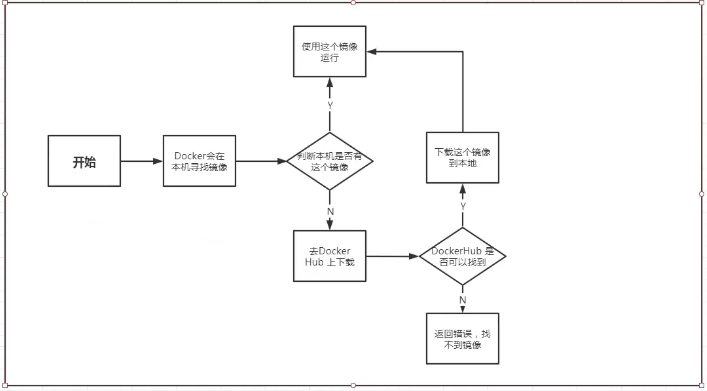 使用这个镜像
运行
Y
开始
Docker会在
本机寻找镜像
判断本机是否有
这个镜像
下载这个镜像
到本地
N
Y
去Docker
Hub 上下载
DockerHub 是
否可以找到
N
返回错误，找
不到镜像